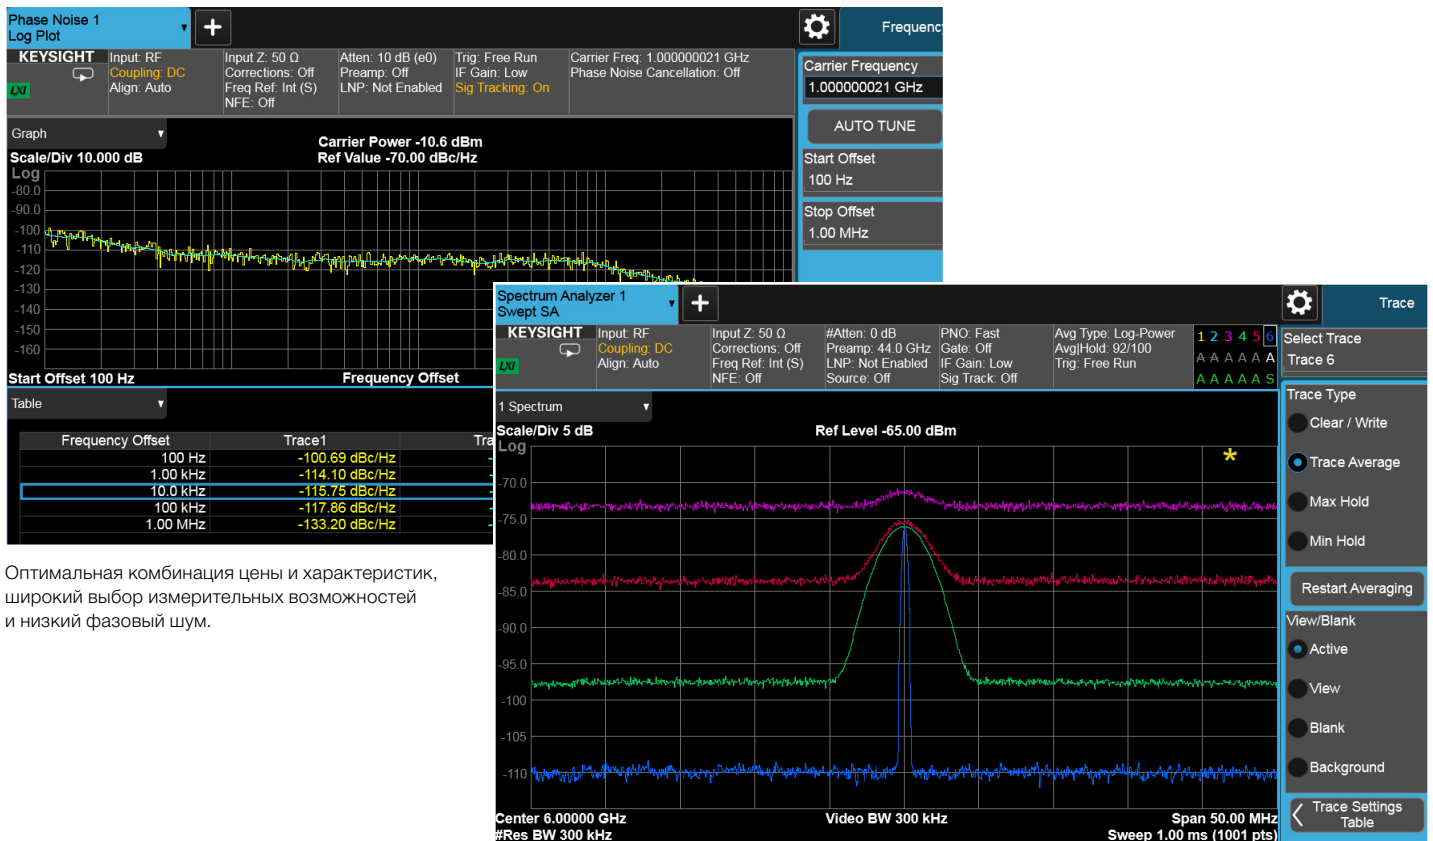 Phase Noise 1
Log Plot
Frequenc
KEYSIGHT
LXI
Input: RF
Coupling: DC
Align: Auto
Input Z: 50 Ω
Corrections: Off
Freq Ref: Int (S)
NFE: Off
Atten: 10 dB (e0)
Preamp: Off
LNP: Not Enabled
Trig: Free Run
IF Gain: Low
Sig Tracking: On
Carrier Freq: 1.000000021 GHz
Phase Noise Cancellation: Off
Carrier Frequency
1.000000021 GHz
AUTO TUNE
Start Offset
100 Hz
Stop Offset
1.00 MHz
Graph
Scale/Div 10.000 dB
Carrier Power -10.6 dBm
Ref Value -70.00 dBc/Hz
Log
-80.0
-90.0
-100
-110
-120
-130
-140
-150
-160
Start Offset 100 Hz
Frequency Offset
Table
Frequency Offset Trace1 Tra
100 Hz -100.69 dBc/Hz -
1.00 kHz -114.10 dBc/Hz -
10.0 kHz -115.75 dBc/Hz -
100 kHz -117.86 dBc/Hz -
1.00 MHz -133.20 dBc/Hz -
Оптимальная комбинация цены и характеристик,
широкий выбор измерительных возможностей
и низкий фазовый шум.
Spectrum Analyzer 1
Swept SA
Trace
KEYSIGHT
LXI
Input: RF
Coupling: DC
Align: Auto
Input Z: 50 Ω
Corrections: Off
Freq Ref: Int (S)
NFE: Off
#Atten: 0 dB
Preamp: 44.0 GHz
LNP: Not Enabled
Source: Off
PNO: Fast
Gate: Off
IF Gain: Low
Sig Track: Off
Avg Type: Log-Power
Avg|Hold: 92/100
Trig: Free Run
1 2 3 4 5 6
A A A A A A
A A A A A S
Select Trace
Trace 6
Trace Type
Clear / Write
Trace Average
Max Hold
Min Hold
Restart Averaging
View/Blank
Active
View
Blank
Background
Trace Settings
Table
1 Spectrum
Scale/Div 5 dB
Ref Level -65.00 dBm
Log
-70.0
-75.0
-80.0
-85.0
-90.0
-95.0
-100
-105
-110
Center 6.00000 GHz
#Res BW 300 kHz
Video BW 300 kHz
Span 50.00 MHz
Sweep 1.00 ms (1001 pts)